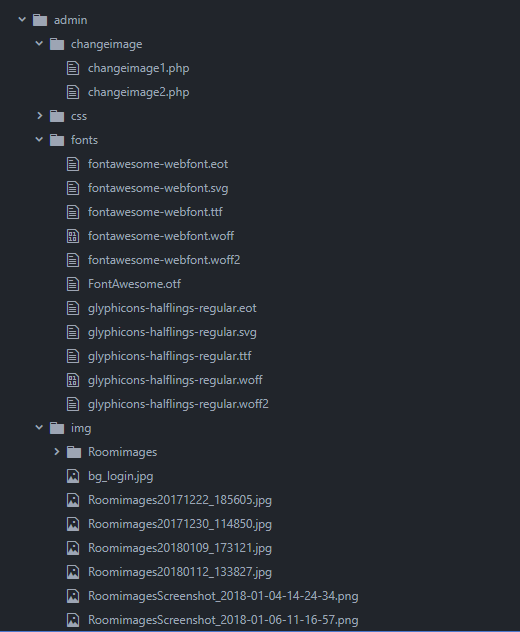 admin
changeimage
changeimage1.php
changeimage2.php
css
fonts
fontawesome-webfont.eot
fontawesome-webfont.svg
fontawesome-webfont.ttf
fontawesome-webfont.woff
fontawesome-webfont.woff2
FontAwesome.otf
glyphicons-halflings-regular.eot
glyphicons-halflings-regular.svg
glyphicons-halflings-regular.ttf
glyphicons-halflings-regular.woff
glyphicons-halflings-regular.woff2
img
Roomimages
bg_login.jpg
Roomimages20171222_185605.jpg
Roomimages20171230_114850.jpg
Roomimages20180109_173121.jpg
Roomimages20180112_133827.jpg
RoomimagesScreenshot_2018-01-04-14-24-34.png
RoomimagesScreenshot_2018-01-06-11-16-57.png